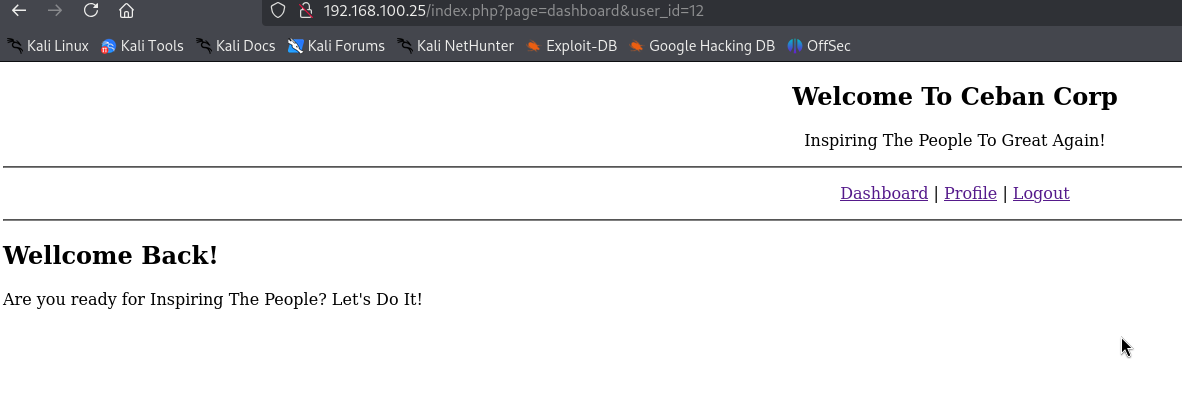 192.168.100.25/index.php?page=dashboard&user_id=12
Kali Linux Kali Tools Kali Docs Kali Forums Kali NetHunter Exploit-DB Google Hacking DB OffSec
Welcome To Ceban Corp
Inspiring The People To Great Again!
Dashboard | Profile | Logout
Wellcome Back!
Are you ready for Inspiring The People? Let's Do It!